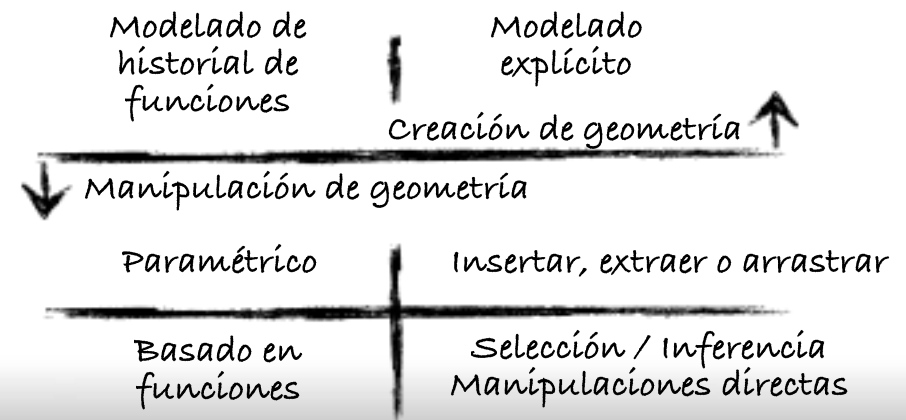 Modelado de
historial de
funciones
Modelado
explícito
Creación de geometría
Manipulación de geometría
Paramétrico
Insertar, extraer o arrastrar
Basado en
funciones
Selección / Inferencia
Manipulaciones directas